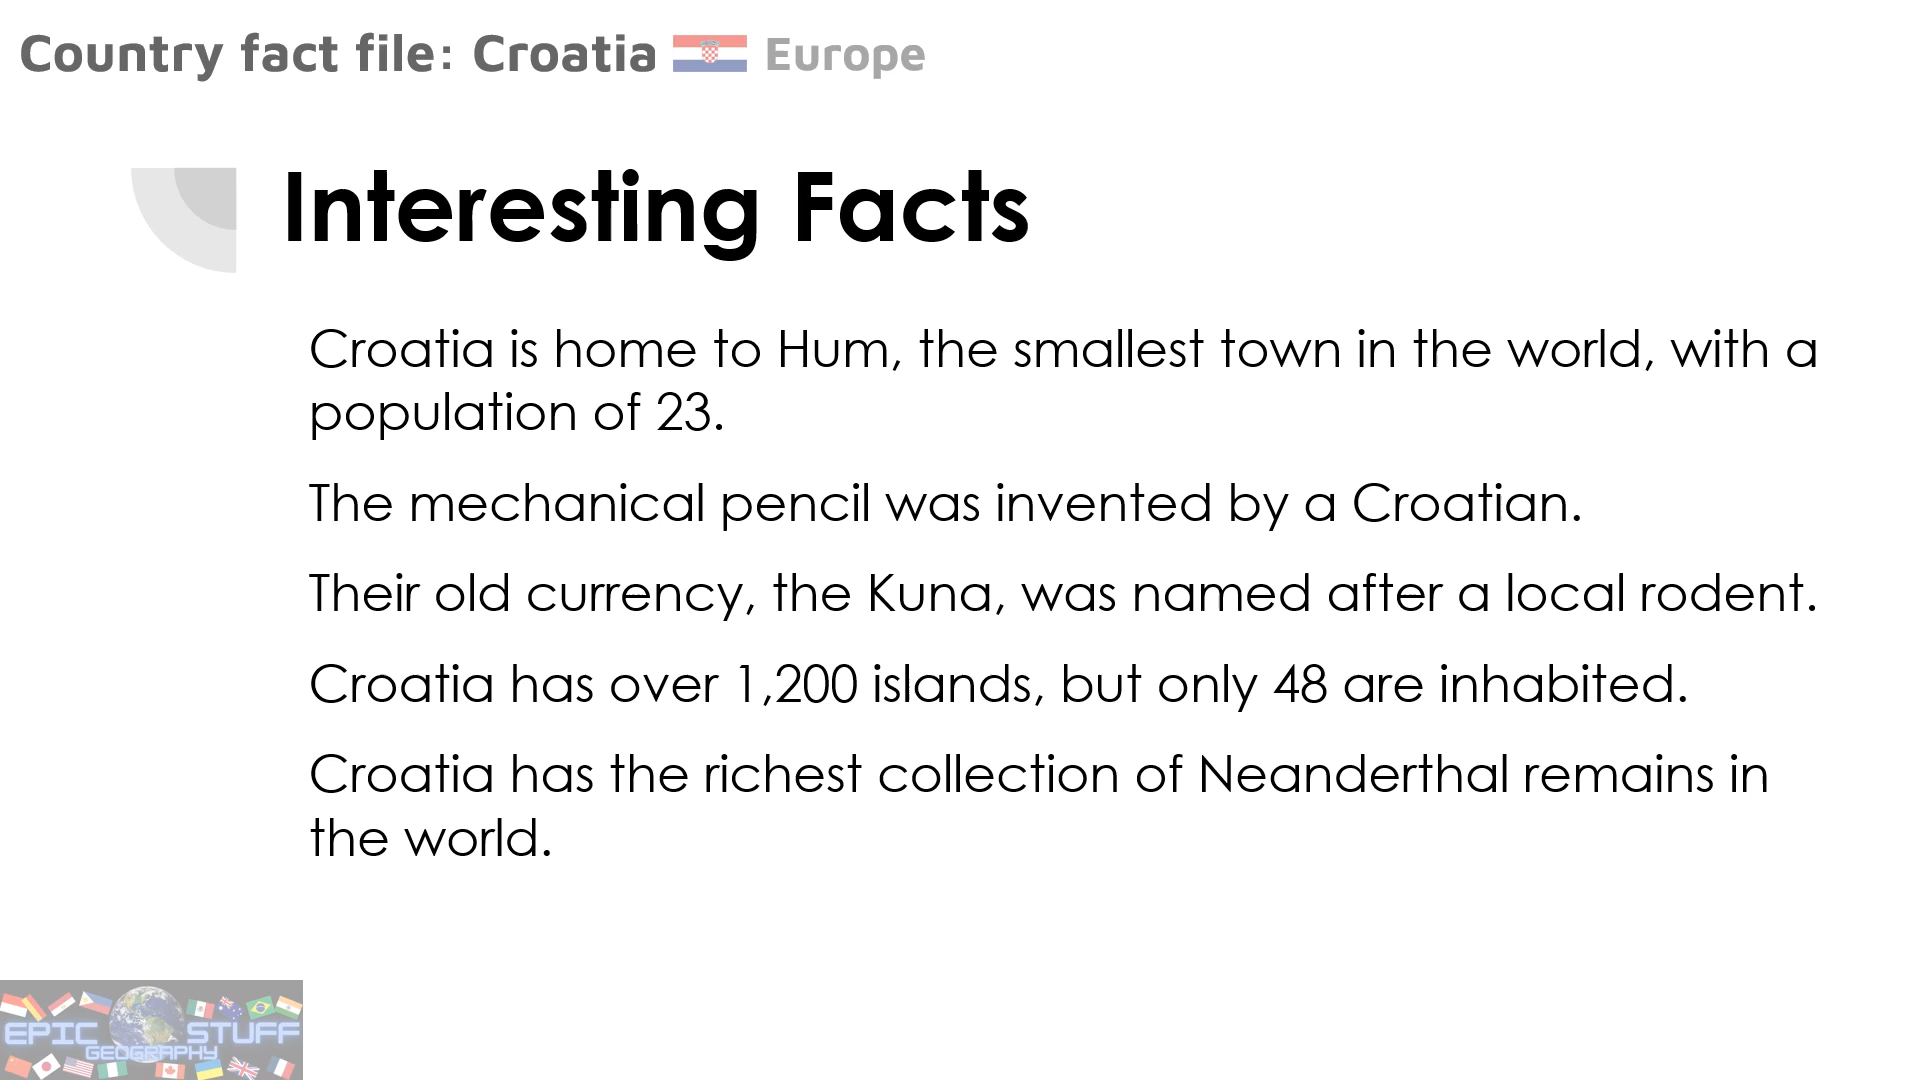 Country fact file: Croatia Europe
Interesting Facts
Croatia is home to Hum, the smallest town in the world, with a
population of 23.
The mechanical pencil was invented by a Croatian.
Their old currency, the Kuna, was named after a local rodent.
Croatia has over 1,200 islands, but only 48 are inhabited.
Croatia has the richest collection of Neanderthal remains in
the world.
EPIC STUFF
GEOGRAPHY